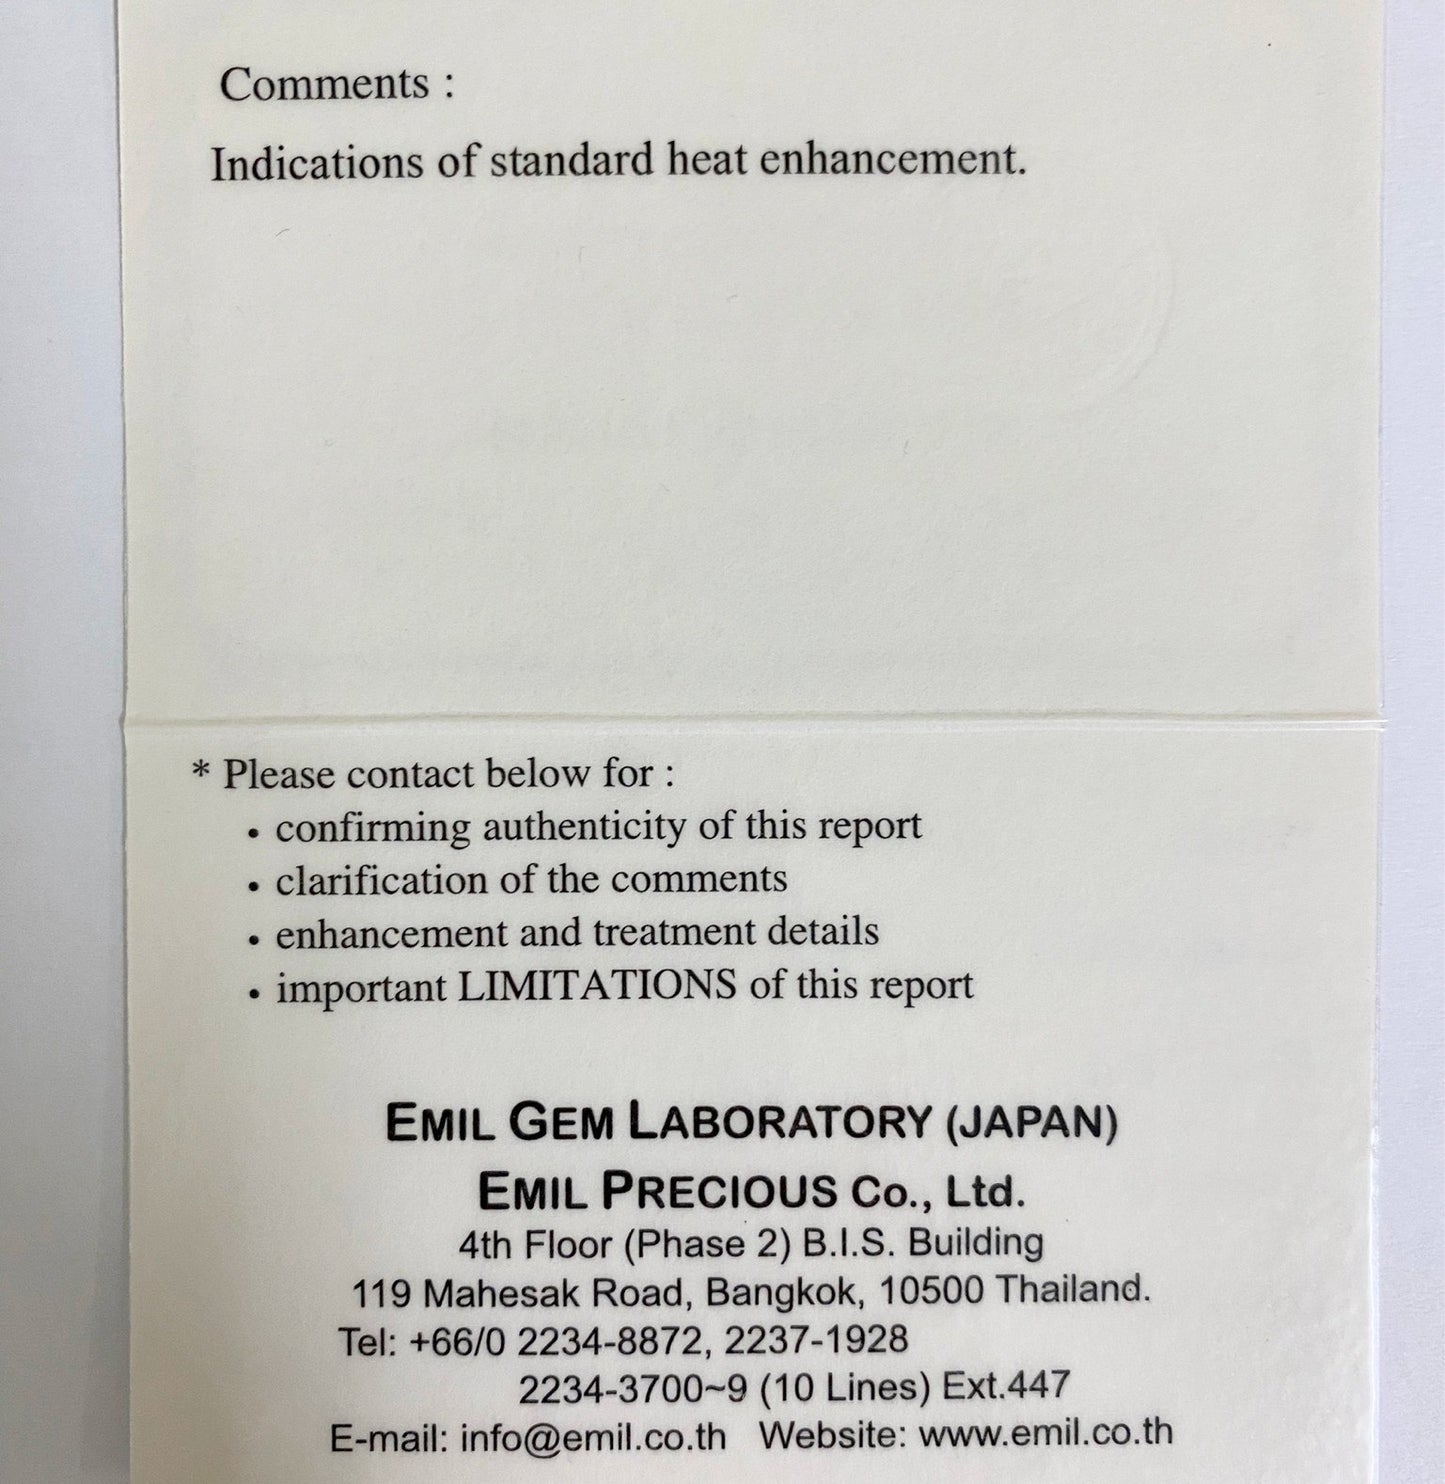 Comments :
Indications of standard heat enhancement.
* Please contact below for :
• confirming authenticity of this report
• clarification of the comments
• enhancement and treatment details
• important LIMITATIONS of this report
EMIL GEM LABORATORY (JAPAN)
EMIL PRECIOUS Co., Ltd.
4th Floor (Phase 2) B.I.S. Building
119 Mahesak Road, Bangkok, 10500 Thailand.
Tel: +66/0 2234-8872, 2237-1928
2234-3700~9 (10 Lines) Ext.447
E-mail: info@emil.co.th Website: www.emil.co.th